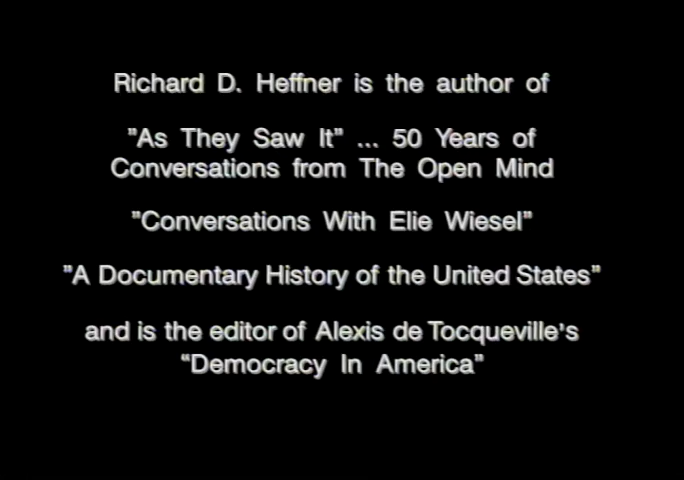 Richard D. Heffner is the author of
"As They Saw It" ... 50 Years of
Conversations from The Open Mind
"Conversations With Elie Wiesel"
"A Documentary History of the United States"
and is the editor of Alexis de Tocqueville's
“Democracy In America”